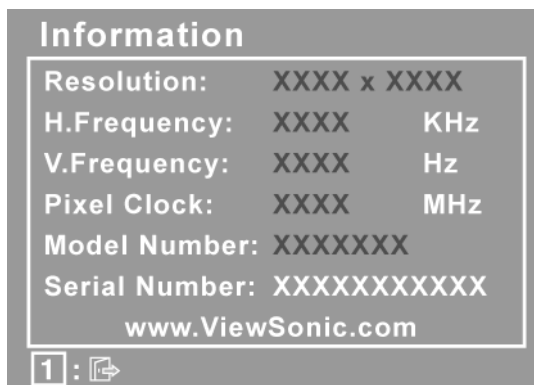 Information
Resolution: XXXX x XXXX
H.Frequency: XXXX KHz
V.Frequency: XXXX Hz
Pixel Clock: XXXX MHz
Model Number: XXXXXXX
Serial Number: XXXXXXXXXXX
www.ViewSonic.com
1 :